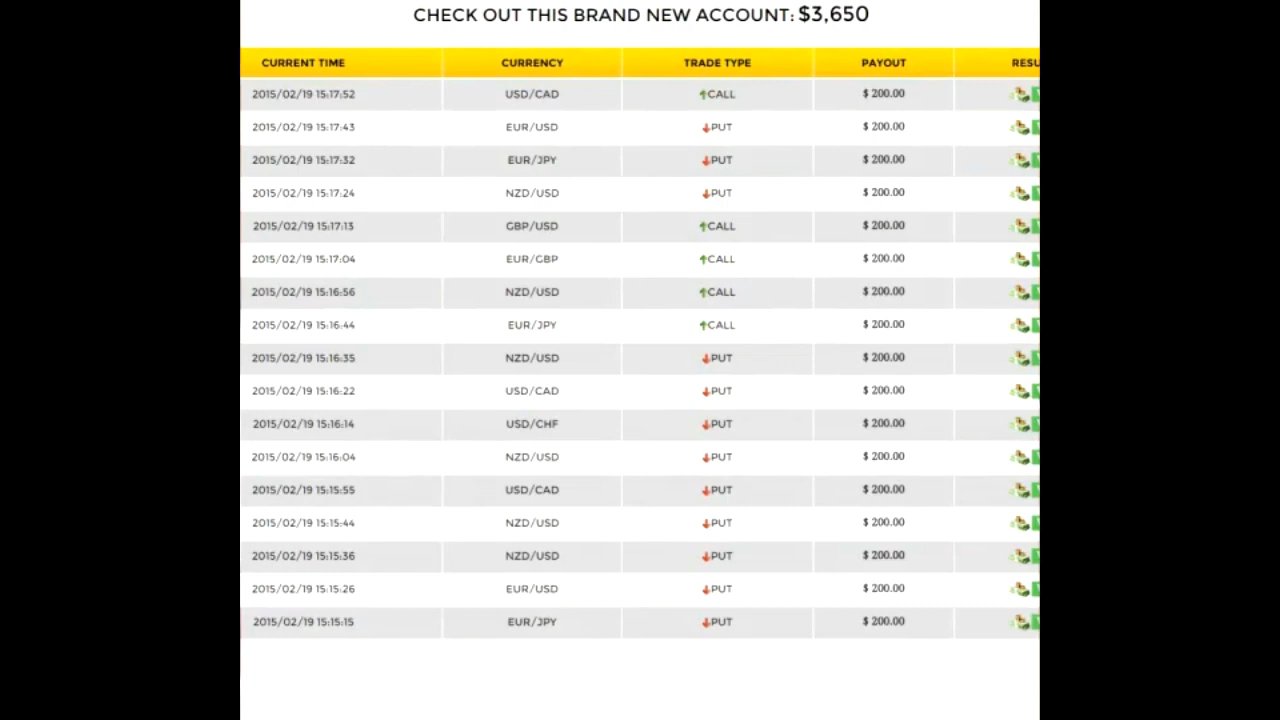 CHECK OUT THIS BRAND NEW ACCOUNT: $3,650
CURRENT TIME CURRENCY TRADE TYPE PAYOUT RESU
2015/02/19 15:17:52 USD/CAD CALL $ 200.00
2015/02/19 15:17:43 EUR/USD PUT $ 200.00
2015/02/19 15:17:32 EUR/JPY PUT $ 200.00
2015/02/19 15:17:24 NZD/USD PUT $ 200.00
2015/02/19 15:17:13 GBP/USD CALL $ 200.00
2015/02/19 15:17:04 EUR/GBP CALL $ 200.00
2015/02/19 15:16:56 NZD/USD CALL $ 200.00
2015/02/19 15:16:44 EUR/JPY CALL $ 200.00
2015/02/19 15:16:35 NZD/USD PUT $ 200.00
2015/02/19 15:16:22 USD/CAD PUT $ 200.00
2015/02/19 15:16:14 USD/CHF PUT $ 200.00
2015/02/19 15:16:04 NZD/USD PUT $ 200.00
2015/02/19 15:15:55 USD/CAD PUT $ 200.00
2015/02/19 15:15:44 NZD/USD PUT $ 200.00
2015/02/19 15:15:36 NZD/USD PUT $ 200.00
2015/02/19 15:15:26 EUR/USD PUT $ 200.00
2015/02/19 15:15:15 EUR/JPY PUT $ 200.00